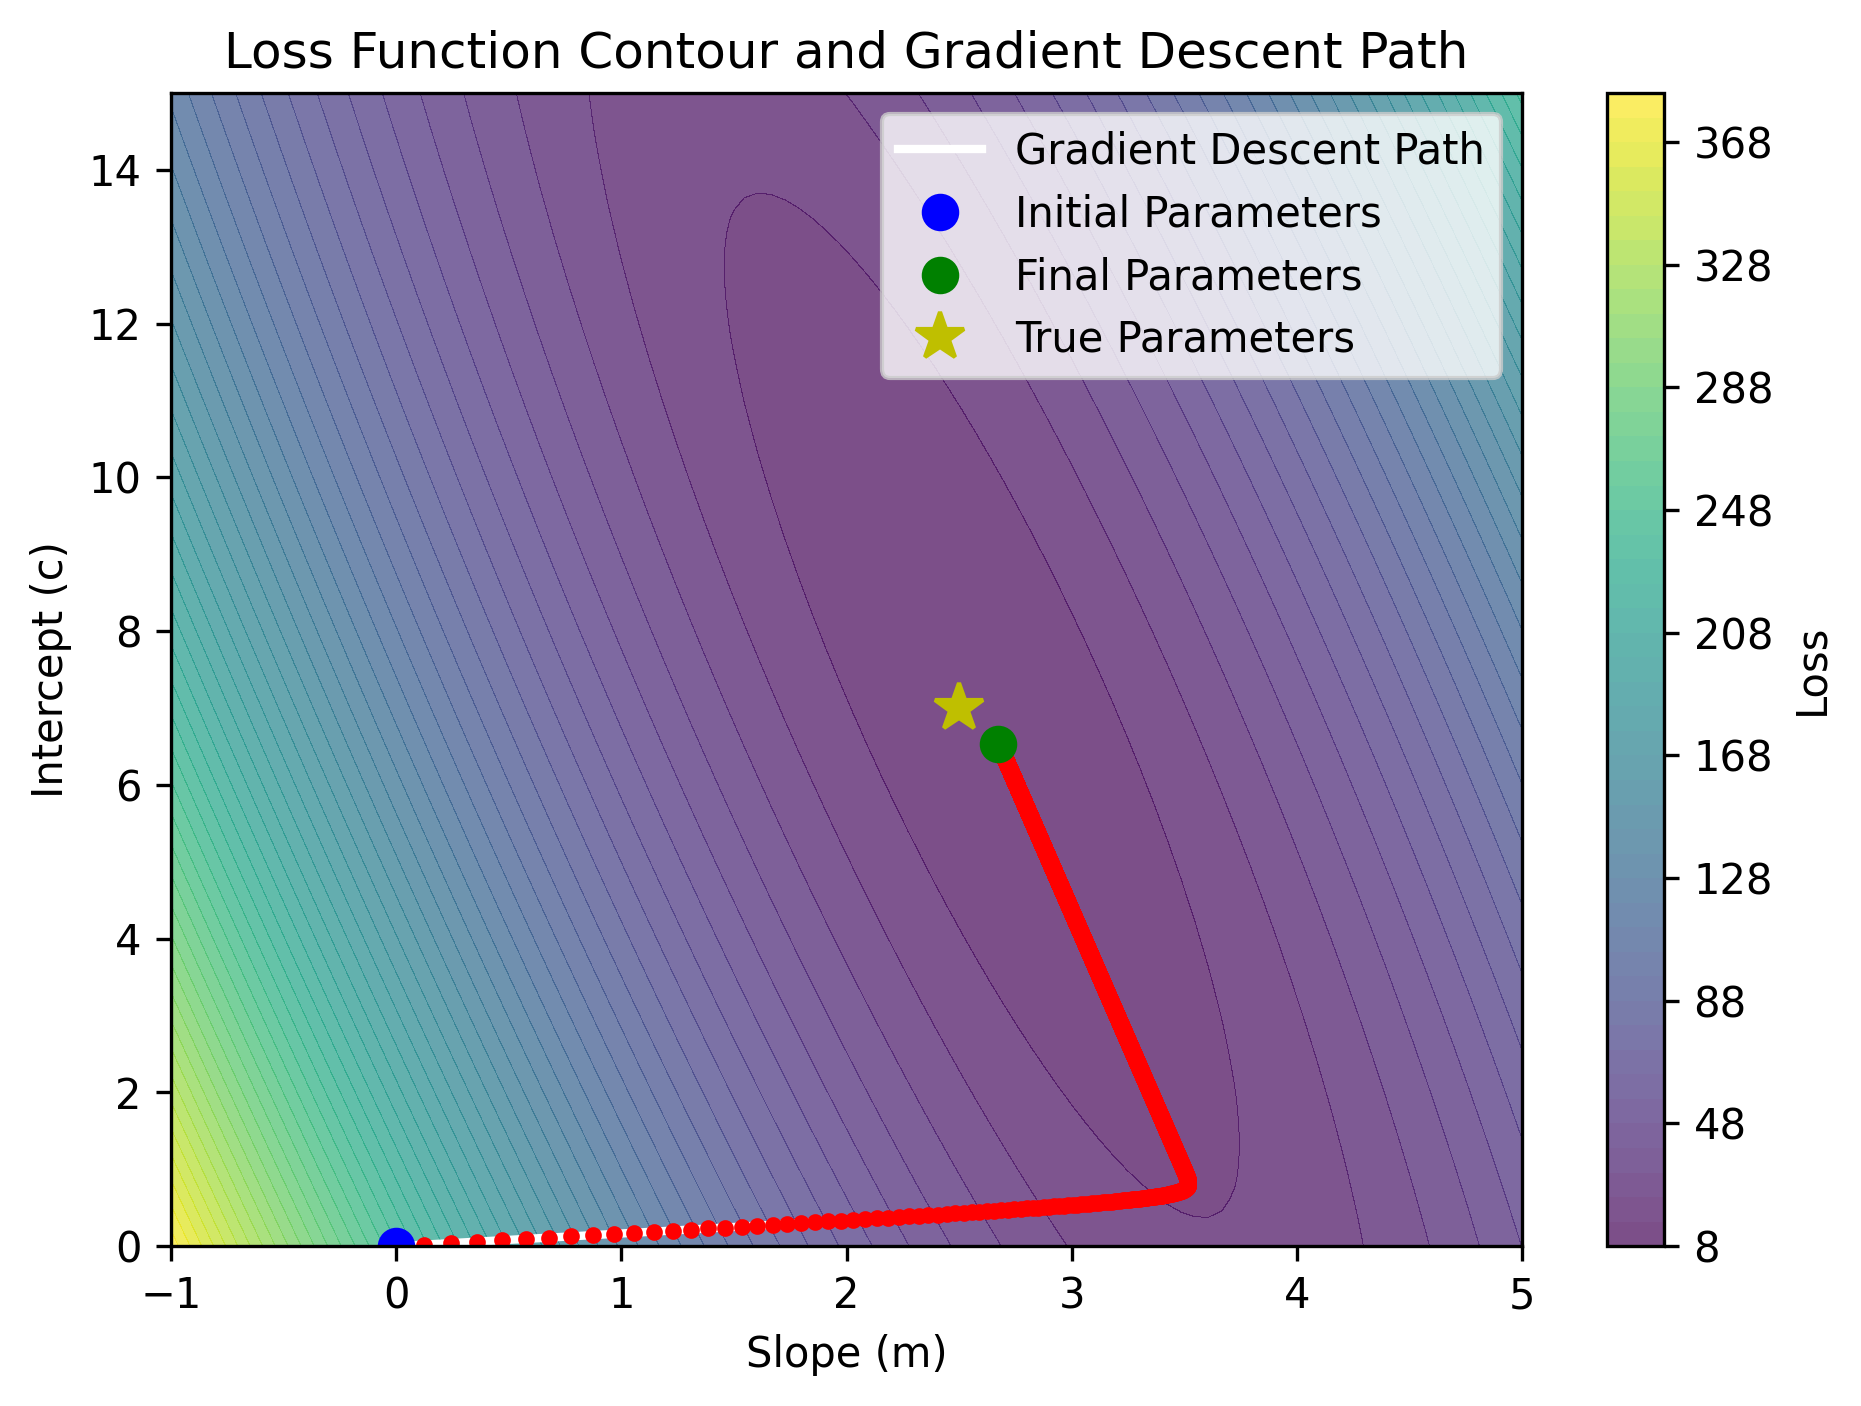 Loss Function Contour and Gradient Descent Path
Gradient Descent Path
Initial Parameters
Final Parameters
True Parameters
14
12
10
8
6
4
2
0
Intercept (c)
−1 0 1 2 3 4 5
Slope (m)
368
328
288
248
208
168
128
88
48
8
Loss